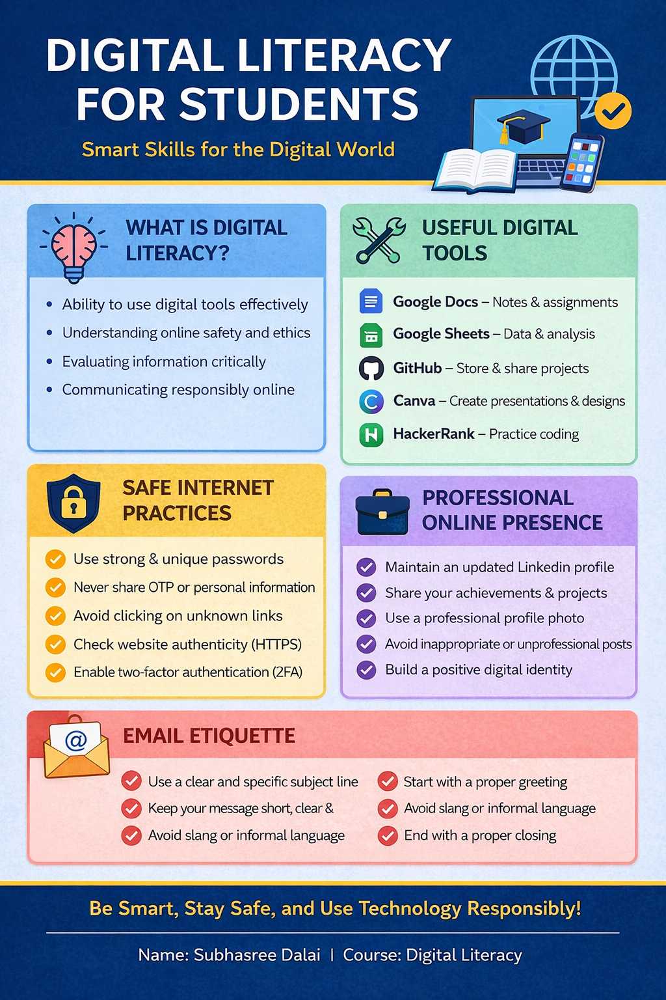 DIGITAL LITERACY
FOR STUDENTS
Smart Skills for the Digital World
WHAT IS DIGITAL
LITERACY?
• Ability to use digital tools effectively
• Understanding online safety and ethics
• Evaluating information critically
• Communicating responsibly online
USEFUL DIGITAL
TOOLS
Google Docs – Notes & assignments
Google Sheets – Data & analysis
GitHub – Store & share projects
C Canva – Create presentations & designs
H HackerRank – Practice coding
SAFE INTERNET
PRACTICES
Use strong & unique passwords
Never share OTP or personal information
Avoid clicking on unknown links
Check website authenticity (HTTPS)
Enable two-factor authentication (2FA)
PROFESSIONAL
ONLINE PRESENCE
Maintain an updated Linkedin profile
Share your achievements & projects
Use a professional profile photo
Avoid inappropriate or unprofessional posts
Build a positive digital identity
@
EMAIL ETIQUETTE
Use a clear and specific subject line
Keep your message short, clear &
Avoid slang or informal language
Start with a proper greeting
Avoid slang or informal language
End with a proper closing
Be Smart, Stay Safe, and Use Technology Responsibly!
Name: Subhasree Dalai | Course: Digital Literacy